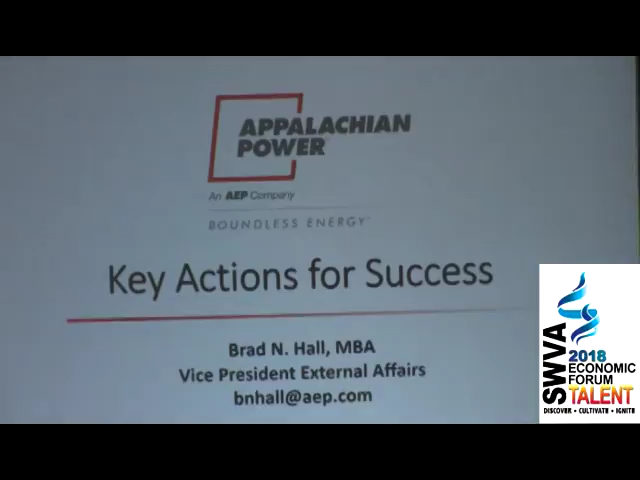 APPALACHIAN
POWER
An AEP Company
BOUNDLESS ENERGY™
Key Actions for Success
Brad N. Hall, MBA
Vice President External Affairs
bnhall@aep.com
SWVA
2018
ECONOMIC
FORUM
TALENT
DISCOVER • CULTIVATE • IGNITE